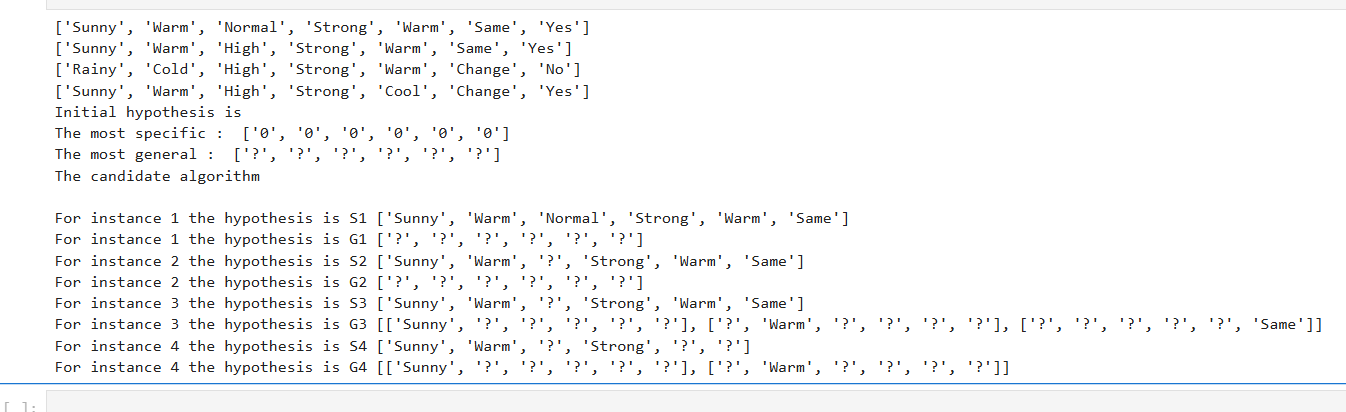 ['Sunny', 'Warm', 'Normal', 'Strong', 'Warm', 'Same', 'Yes']
['Sunny', 'Warm', 'High', 'Strong', 'Warm', 'Same', 'Yes']
['Rainy', 'Cold', 'High', 'Strong', 'Warm', 'Change', 'No']
['Sunny', 'Warm', 'High', 'Strong', 'Cool', 'Change', 'Yes']
Initial hypothesis is
The most specific :  ['0', '0', '0', '0', '0', '0']
The most general :  ['?', '?', '?', '?', '?', '?']
The candidate algorithm
For instance 1 the hypothesis is S1 ['Sunny', 'Warm', 'Normal', 'Strong', 'Warm', 'Same']
For instance 1 the hypothesis is G1 ['?', '?', '?', '?', '?', '?']
For instance 2 the hypothesis is S2 ['Sunny', 'Warm', '?', 'Strong', 'Warm', 'Same']
For instance 2 the hypothesis is G2 ['?', '?', '?', '?', '?', '?']
For instance 3 the hypothesis is S3 ['Sunny', 'Warm', '?', 'Strong', 'Warm', 'Same']
For instance 3 the hypothesis is G3 [['Sunny', '?', '?', '?', '?', '?'], ['?', 'Warm', '?', '?', '?', '?'], ['?', '?', '?', '?', '?', 'Same']]
For instance 4 the hypothesis is S4 ['Sunny', 'Warm', '?', 'Strong', '?', '?']
For instance 4 the hypothesis is G4 [['Sunny', '?', '?', '?', '?', '?'], ['?', 'Warm', '?', '?', '?', '?']]
[ ]: